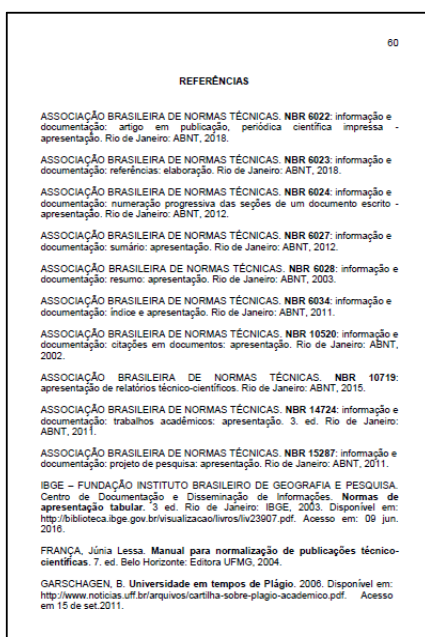 60
REFERÊNCIAS
ASSOCIAÇÃO BRASILEIRA DE NORMAS TÉCNICAS. NBR 6022: informação e
documentação: artigo em publicação, periódica científica impressa -
apresentação. Rio de Janeiro: ABNT, 2018.
ASSOCIAÇÃO BRASILEIRA DE NORMAS TÉCNICAS. NBR 6023: informação e
documentação: referências: elaboração. Rio de Janeiro: ABNT, 2018.
ASSOCIAÇÃO BRASILEIRA DE NORMAS TÉCNICAS. NBR 6024: informação e
documentação: numeração progressiva das seções de um documento escrito -
apresentação. Rio de Janeiro: ABNT, 2012.
ASSOCIAÇÃO BRASILEIRA DE NORMAS TÉCNICAS. NBR 6027: informação e
documentação: sumário: apresentação. Rio de Janeiro: ABNT, 2012.
ASSOCIAÇÃO BRASILEIRA DE NORMAS TÉCNICAS. NBR 6028: informação e
documentação: resumo: apresentação. Rio de Janeiro: ABNT, 2003.
ASSOCIAÇÃO BRASILEIRA DE NORMAS TÉCNICAS. NBR 6034: informação e
documentação: índice e apresentação. Rio de Janeiro: ABNT, 2011.
ASSOCIAÇÃO BRASILEIRA DE NORMAS TÉCNICAS. NBR 10520: informação e
documentação: citações em documentos: apresentação. Rio de Janeiro: ABNT,
2002.
ASSOCIAÇÃO BRASILEIRA DE NORMAS TÉCNICAS. NBR 10719:
apresentação de relatórios técnico-científicos. Rio de Janeiro: ABNT, 2015.
ASSOCIAÇÃO BRASILEIRA DE NORMAS TÉCNICAS. NBR 14724: informação e
documentação: trabalhos acadêmicos: apresentação. 3. ed. Rio de Janeiro:
ABNT, 2011.
ASSOCIAÇÃO BRASILEIRA DE NORMAS TÉCNICAS. NBR 15287: informação e
documentação: projeto de pesquisa: apresentação. Rio de Janeiro: ABNT, 2011.
IBGE – FUNDAÇÃO INSTITUTO BRASILEIRO DE GEOGRAFIA E PESQUISA.
Centro de Documentação e Disseminação de Informações. Normas de
apresentação tabular. 3 ed. Rio de Janeiro: IBGE, 2003. Disponível em:
http://biblioteca.ibge.gov.br/visualizacao/livros/liv23907.pdf. Acesso em: 09 jun.
2016.
FRANÇA, Júnia Lessa. Manual para normalização de publicações técnico-
científicas. 7. ed. Belo Horizonte: Editora UFMG, 2004.
GARSCHAGEN, B. Universidade em tempos de Plágio. 2006. Disponível em:
http://www.noticias.uff.br/arquivos/cartilha-sobre-plagio-academico.pdf. Acesso
em 15 de set.2011.